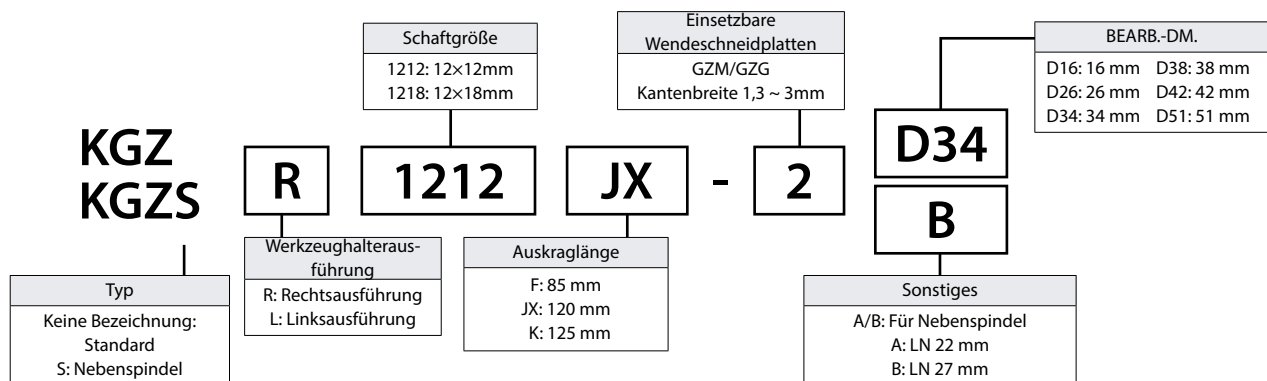 Schaftgröße
1212: 12×12mm
1218: 12×18mm
Einsetzbare
Wendeschneidplatten
GZM/GZG
Kantenbreite 1,3 ~ 3mm
BEARB.-DM.
D16: 16 mm D38: 38 mm
D26: 26 mm D42: 42 mm
D34: 34 mm D51: 51 mm
KGZ
KGZS
R
1212
JX
-
2
D34
B
Typ
Keine Bezeichnung:
Standard
S: Nebenspindel
Werkzeughalteraus-
führung
R: Rechtsausführung
L: Linksausführung
Auskraglänge
F: 85 mm
JX: 120 mm
K: 125 mm
Sonstiges
A/B: Für Nebenspindel
A: LN 22 mm
B: LN 27 mm